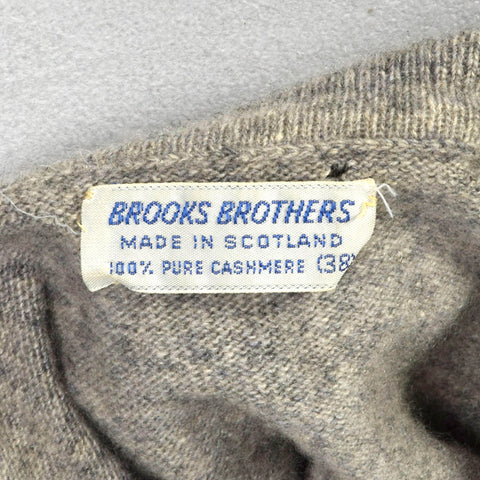 BROOKS BROTHERS
MADE IN SCOTLAND
100% PURE CASHMERE (38)